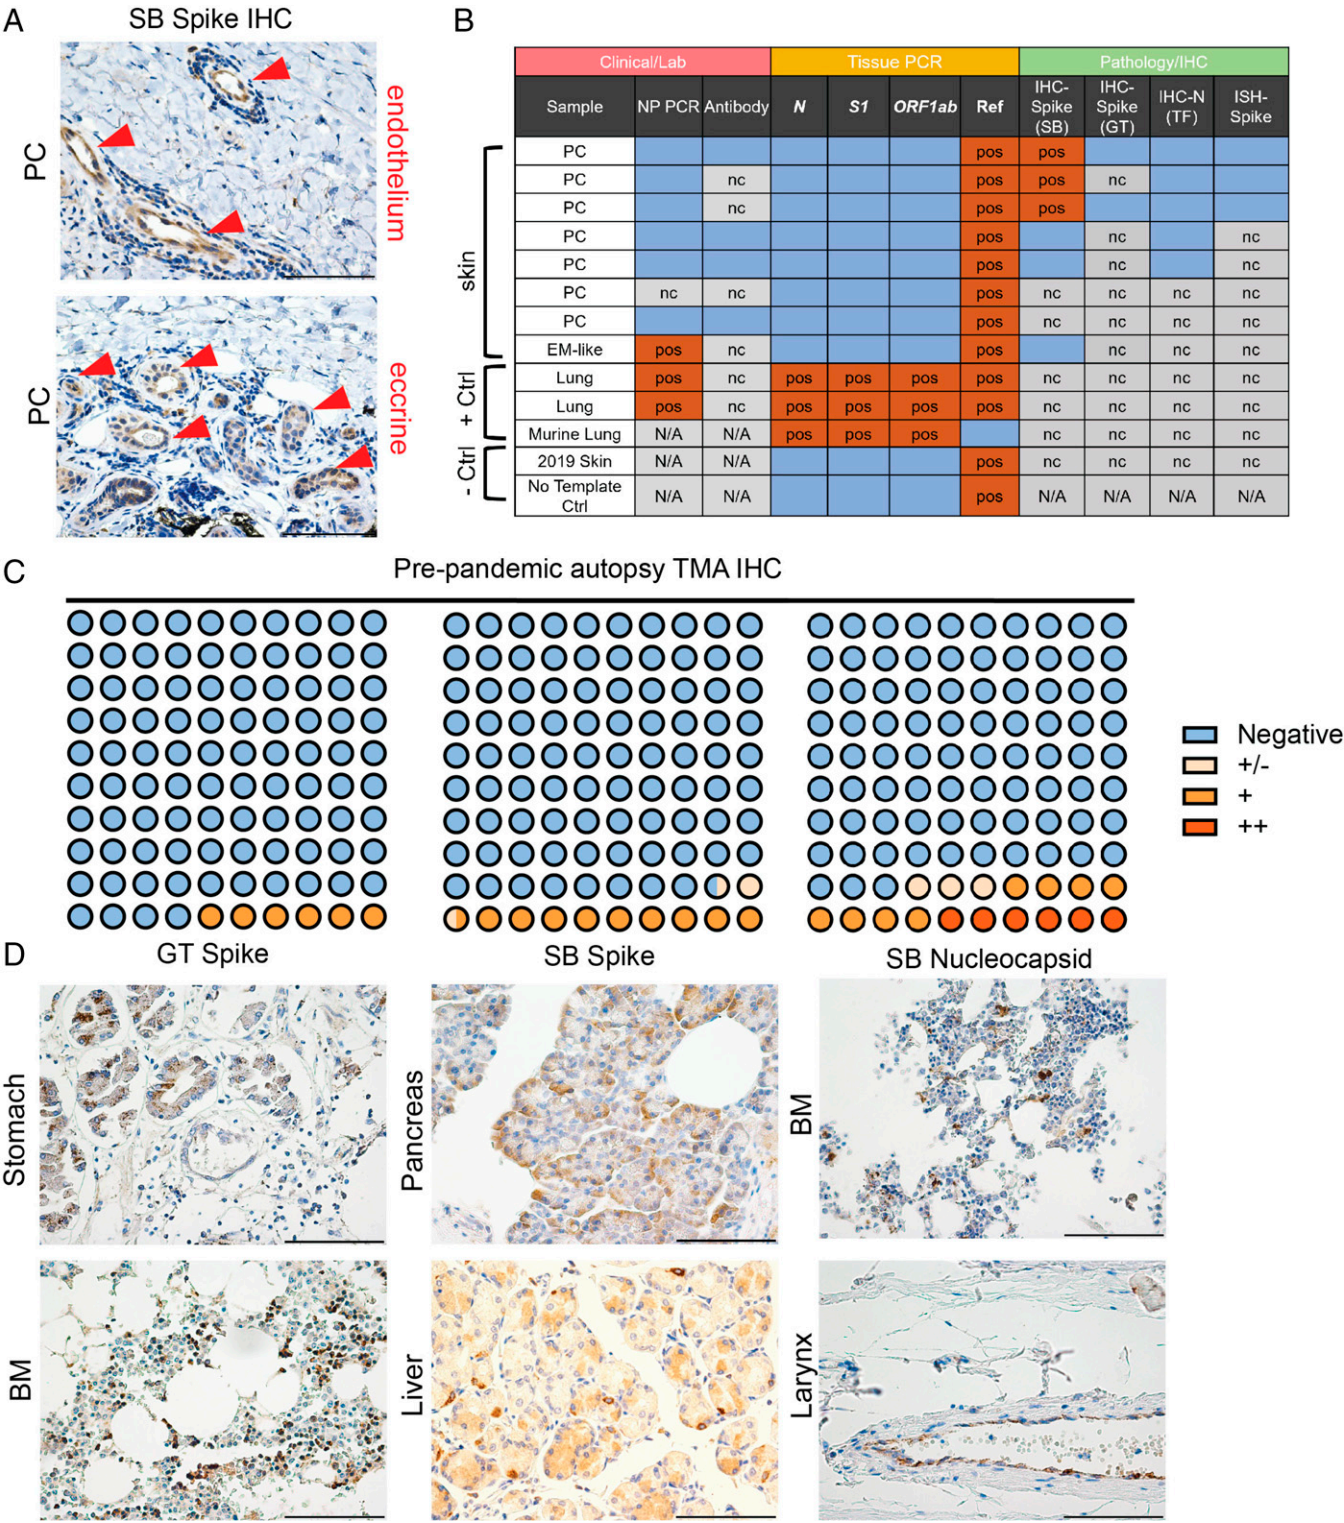 A
SB Spike IHC
PC
endothelium
PC
eccrine
B
Clinical/Lab Tissue PCR Pathology/IHC
Sample NP PCR Antibody N S1 ORF1ab Ref IHC-Spike (SB) IHC-Spike (GT) IHC-N (TF) ISH-Spike
skin
PC pos pos
PC nc pos pos nc
PC nc pos pos
PC pos nc nc
PC pos nc nc
PC nc nc pos nc nc nc nc
PC pos nc nc nc nc
EM-like pos nc pos nc nc nc
+ Ctrl
Lung pos nc pos pos pos pos nc nc nc nc
Lung pos nc pos pos pos pos nc nc nc nc
Murine Lung N/A N/A pos pos pos nc nc nc nc
- Ctrl
2019 Skin N/A N/A pos nc nc nc nc
No Template Ctrl N/A N/A pos N/A N/A N/A N/A
C
Pre-pandemic autopsy TMA IHC
Negative
+/-
+
++
D
GT Spike
SB Spike
SB Nucleocapsid
Stomach
Pancreas
BM
BM
Liver
Larynx